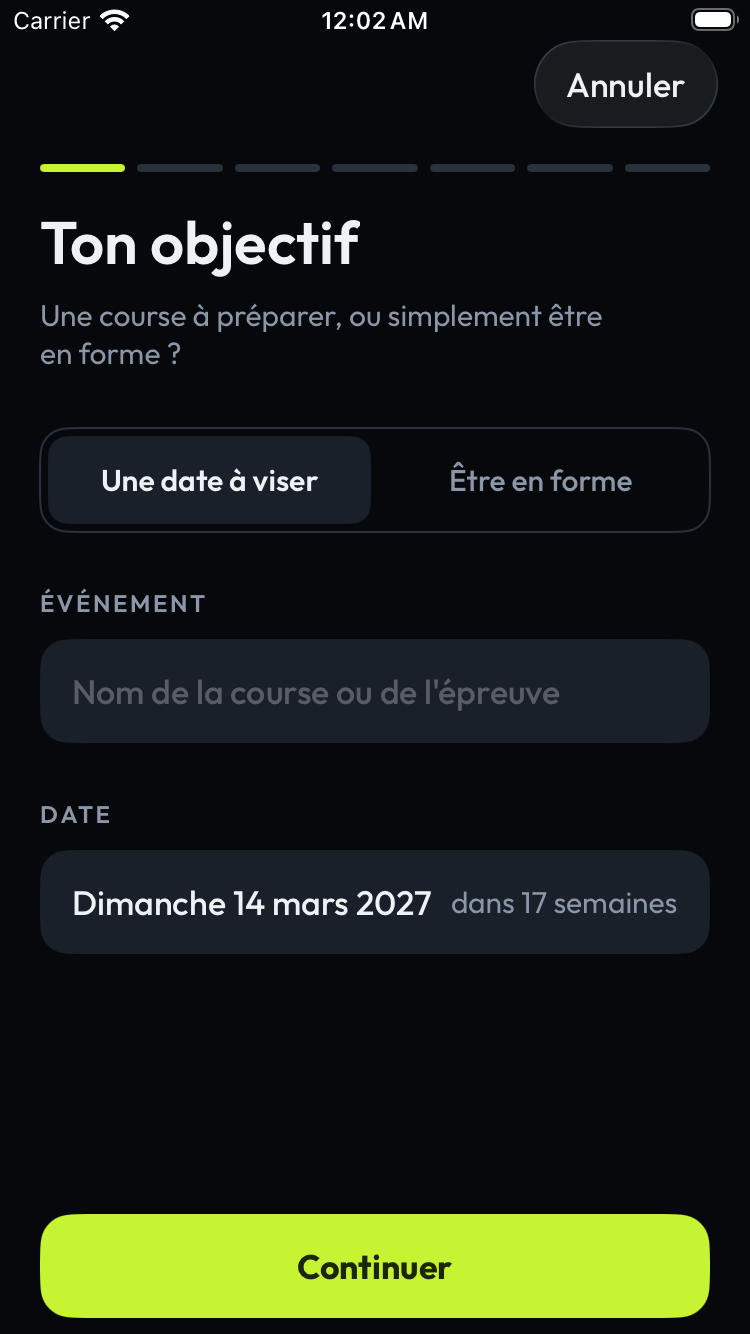 Carrier 12:02 AM
Annuler
Ton objectif
Une course à préparer, ou simplement être
en forme ?
Une date à viser Être en forme
ÉVÉNEMENT
Nom de la course ou de l'épreuve
DATE
Dimanche 14 mars 2027 dans 17 semaines
Continuer